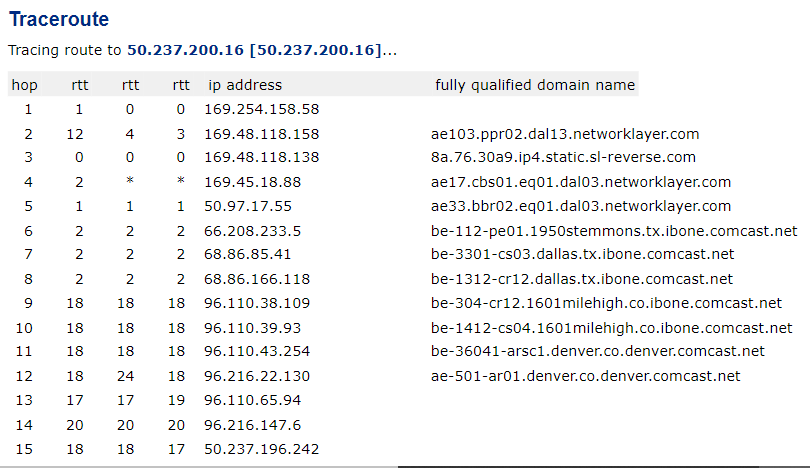 Traceroute
Tracing route to 50.237.200.16 [50.237.200.16]...
hop rtt rtt rtt ip address fully qualified domain name
1 1 0 0 169.254.158.58
2 12 4 3 169.48.118.158 ae103.ppr02.dal13.networklayer.com
3 0 0 0 169.48.118.138 8a.76.30a9.ip4.static.sl-reverse.com
4 2 * * 169.45.18.88 ae17.cbs01.eq01.dal03.networklayer.com
5 1 1 1 50.97.17.55 ae33.bbr02.eq01.dal03.networklayer.com
6 2 2 2 66.208.233.5 be-112-pe01.1950stemmons.tx.ibone.comcast.net
7 2 2 2 68.86.85.41 be-3301-cs03.dallas.tx.ibone.comcast.net
8 2 2 2 68.86.166.118 be-1312-cr12.dallas.tx.ibone.comcast.net
9 18 18 18 96.110.38.109 be-304-cr12.1601milehigh.co.ibone.comcast.net
10 18 18 18 96.110.39.93 be-1412-cs04.1601milehigh.co.ibone.comcast.net
11 18 18 18 96.110.43.254 be-36041-arsc1.denver.co.denver.comcast.net
12 18 24 18 96.216.22.130 ae-501-ar01.denver.co.denver.comcast.net
13 17 17 19 96.110.65.94
14 20 20 20 96.216.147.6
15 18 18 17 50.237.196.242